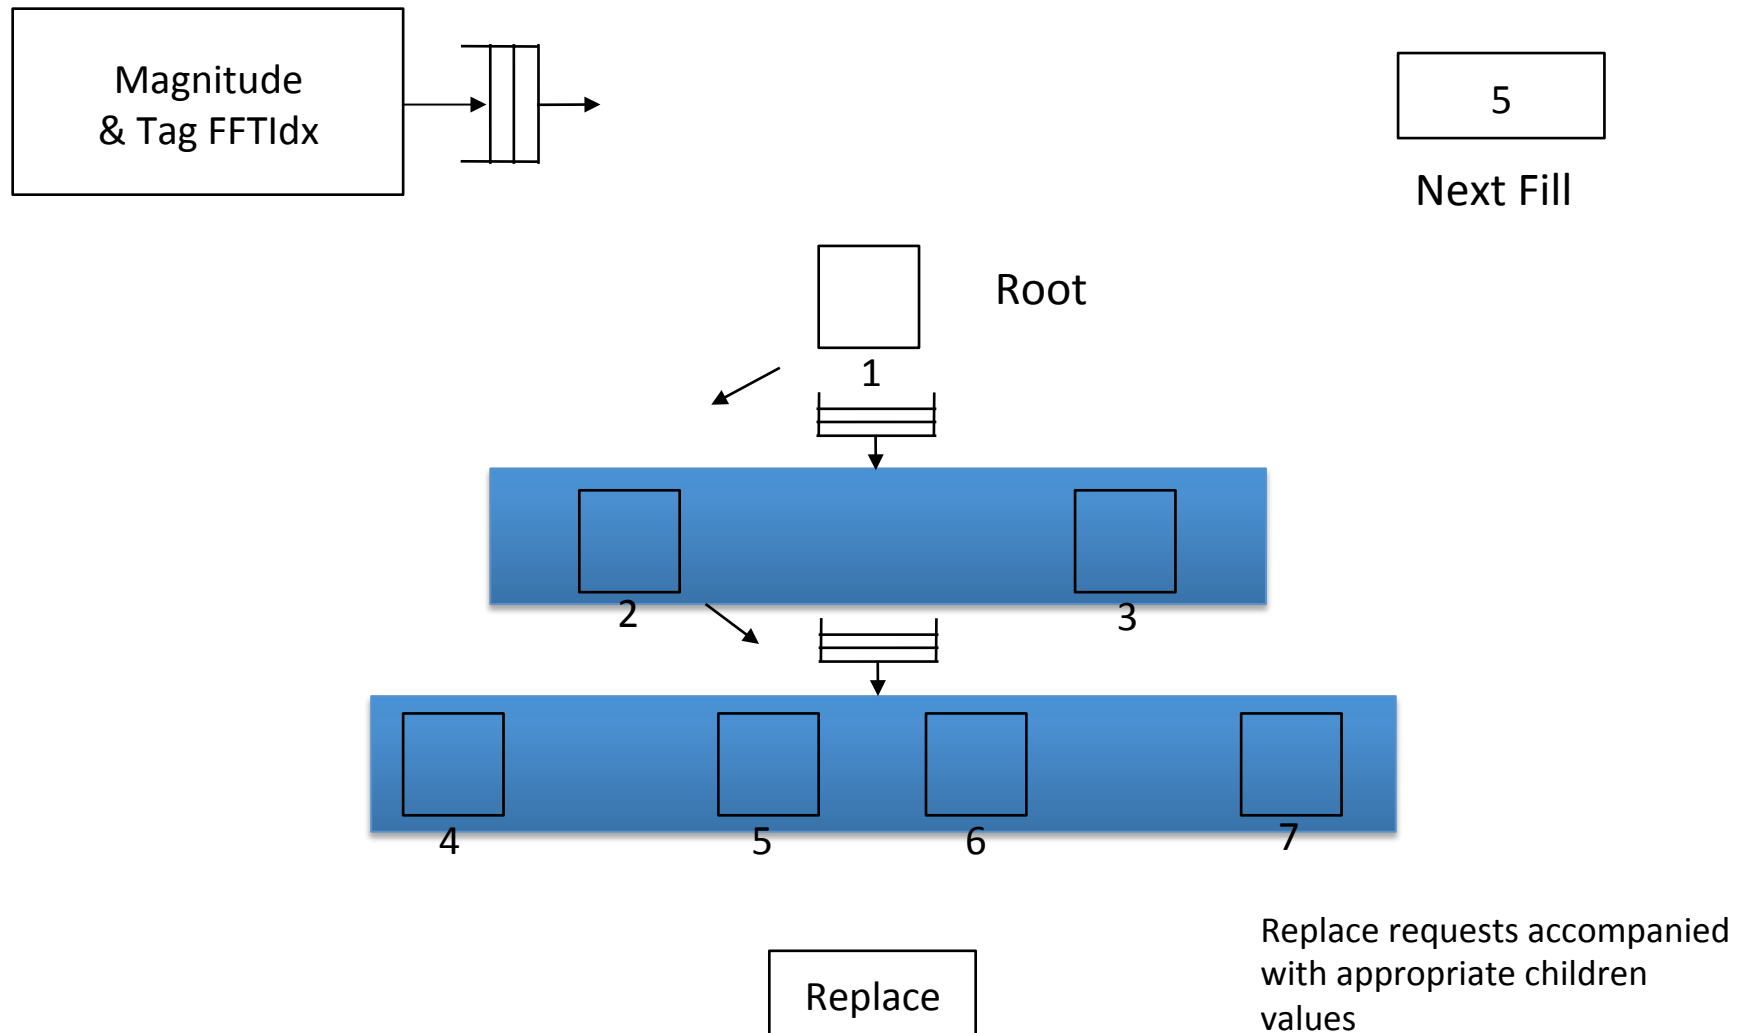 Magnitude
& Tag FFTIdx
5
Next Fill
Root
1
2
3
4
5
6
7
Replace
Replace requests accompanied
with appropriate children
values